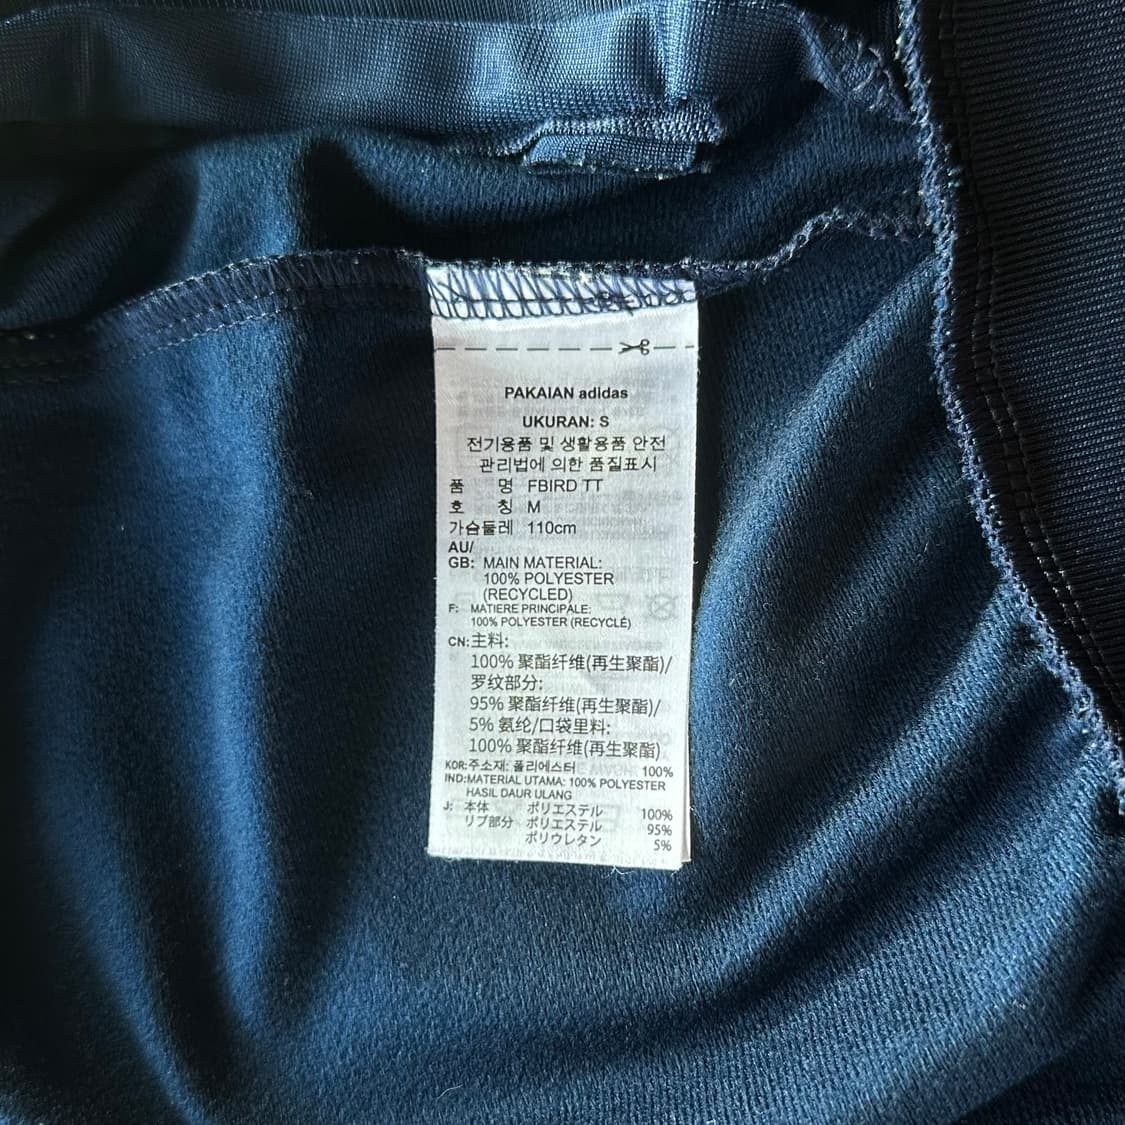 PAKAIAN adidas
UKURAN: S
전기용품 및 생활용품 안전
관리법에 의한 품질표시
품 명 FBIRD TT
호 칭 M
가슴둘레 110cm
AU/
GB: MAIN MATERIAL:
100% POLYESTER
(RECYCLED)
F: MATIERE PRINCIPALE:
100% POLYESTER (RECYCLÉ)
CN: 主料:
100% 聚酯纤维(再生聚酯)/
罗纹部分:
95% 聚酯纤维(再生聚酯)/
5% 氨纶/口袋里料:
100% 聚酯纤维(再生聚酯)
KOR: 주소재: 폴리에스터 100%
IND: MATERIAL UTAMA: 100% POLYESTER
HASIL DAUR ULANG
J: 本体 ポリエステル 100%
リブ部分 ポリエステル 95%
ポリウレタン 5%